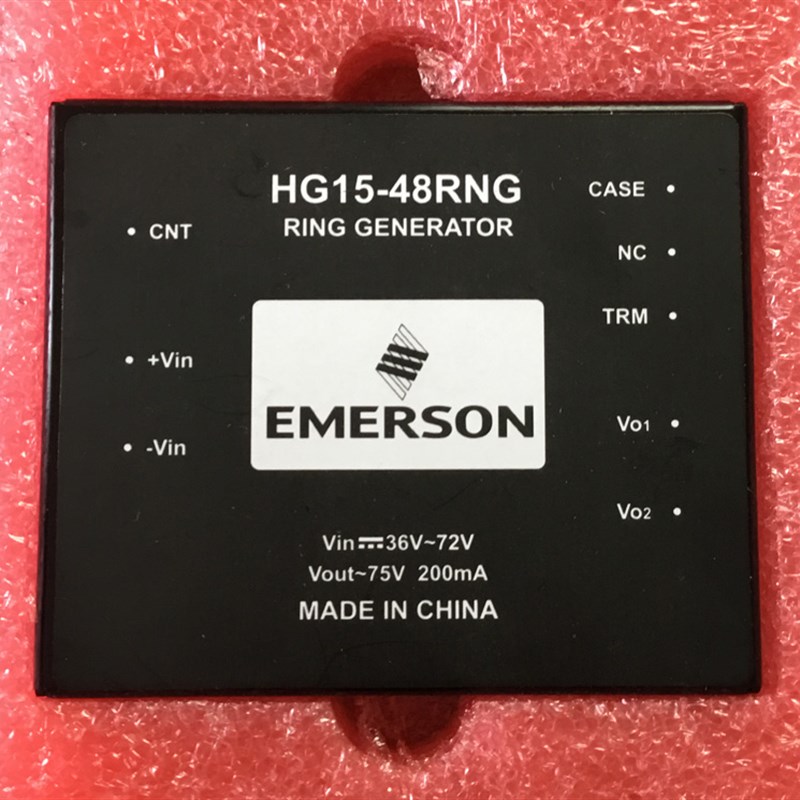 HG15-48RNG
RING GENERATOR
CASE
CNT
NC
TRM
+Vin
EMERSON
Vo1
-Vin
Vo2
Vin⎓36V~72V
Vout~75V 200mA
MADE IN CHINA